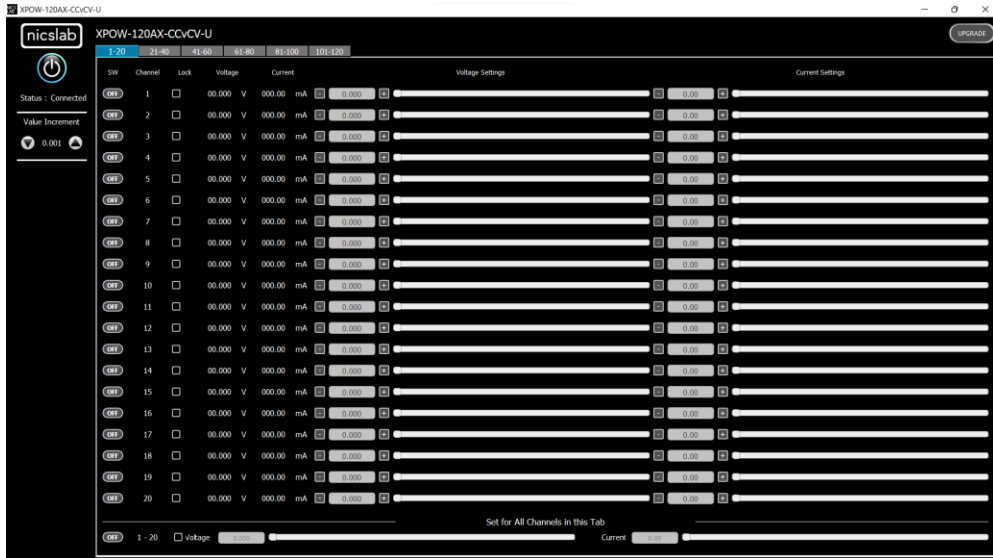 XPOW-120AX-CCvCV-U
nicslab
XPOW-120AX-CCvCV-U
UPGRADE
1-20 21-40 41-60 61-80 81-100 101-120
SW Channel Lock Voltage Current Voltage Settings Current Settings
Status : Connected
Value Increment
0.001
OFF 1 00.000 V 000.00 mA - 0.000 + - 0.00 +
OFF 2 00.000 V 000.00 mA - 0.000 + - 0.00 +
OFF 3 00.000 V 000.00 mA - 0.000 + - 0.00 +
OFF 4 00.000 V 000.00 mA - 0.000 + - 0.00 +
OFF 5 00.000 V 000.00 mA - 0.000 + - 0.00 +
OFF 6 00.000 V 000.00 mA - 0.000 + - 0.00 +
OFF 7 00.000 V 000.00 mA - 0.000 + - 0.00 +
OFF 8 00.000 V 000.00 mA - 0.000 + - 0.00 +
OFF 9 00.000 V 000.00 mA - 0.000 + - 0.00 +
OFF 10 00.000 V 000.00 mA - 0.000 + - 0.00 +
OFF 11 00.000 V 000.00 mA - 0.000 + - 0.00 +
OFF 12 00.000 V 000.00 mA - 0.000 + - 0.00 +
OFF 13 00.000 V 000.00 mA - 0.000 + - 0.00 +
OFF 14 00.000 V 000.00 mA - 0.000 + - 0.00 +
OFF 15 00.000 V 000.00 mA - 0.000 + - 0.00 +
OFF 16 00.000 V 000.00 mA - 0.000 + - 0.00 +
OFF 17 00.000 V 000.00 mA - 0.000 + - 0.00 +
OFF 18 00.000 V 000.00 mA - 0.000 + - 0.00 +
OFF 19 00.000 V 000.00 mA - 0.000 + - 0.00 +
OFF 20 00.000 V 000.00 mA - 0.000 + - 0.00 +
Set for All Channels in this Tab
OFF 1 - 20 Voltage 0.000 Current 0.00